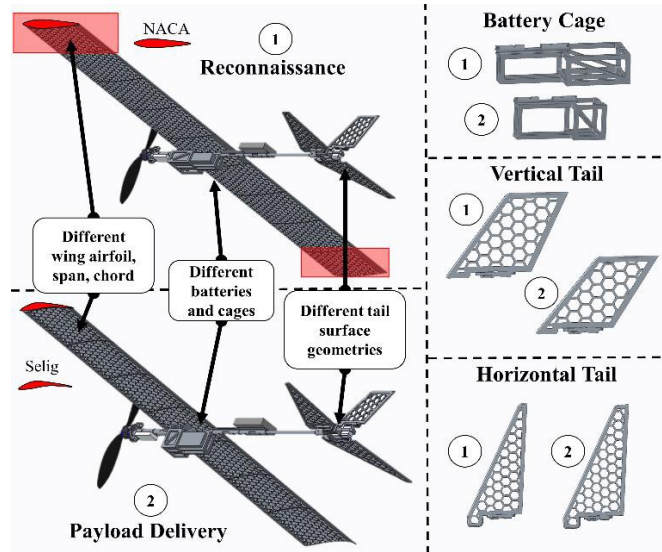 NACA
1
Reconnaissance
Different
wing airfoil,
span, chord
Different
batteries
and cages
Different tail
surface
geometries
Selig
2
Payload Delivery
Battery Cage
1
2
Vertical Tail
1
2
Horizontal Tail
1
2